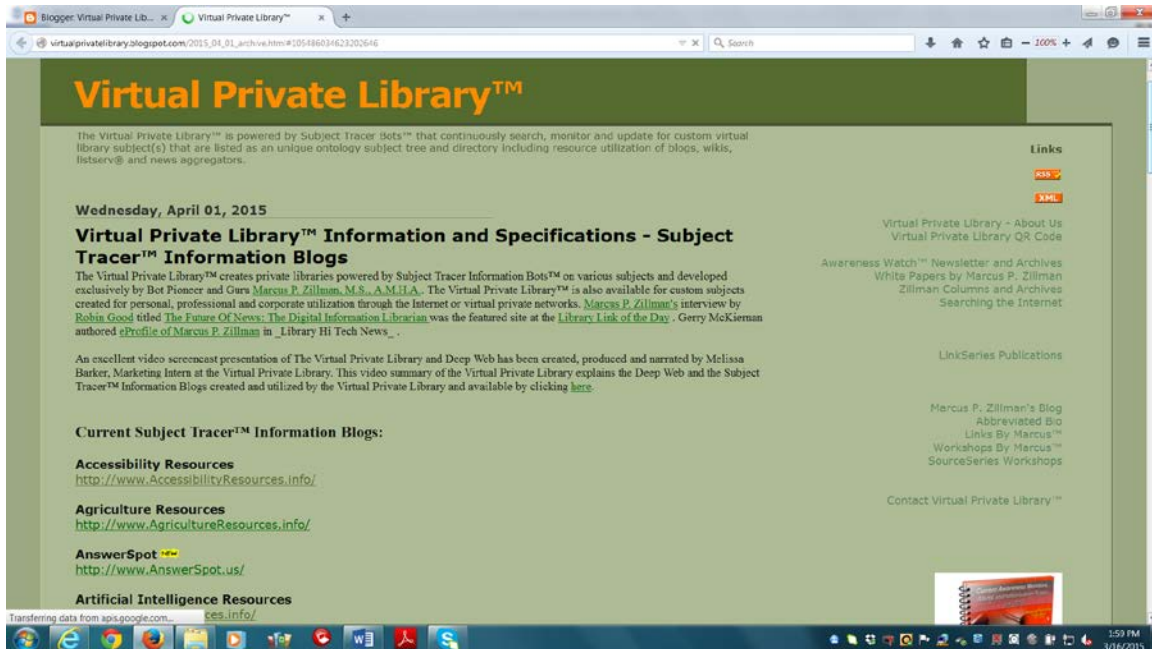 Blogger: Virtual Private Lib...
Virtual Private Library™
virtualprivatelibrary.blogspot.com/2015_04_01_archive.html#105486034623202646
Search
100%
Virtual Private Library™
The Virtual Private Library™ is powered by Subject Tracer Bots™ that continuously search, monitor and update for custom virtual
library subject(s) that are listed as an unique ontology subject tree and directory including resource utilization of blogs, wikis,
listserv® and news aggregators.
Wednesday, April 01, 2015
Virtual Private Library™ Information and Specifications - Subject
Tracer™ Information Blogs
The Virtual Private Library™ creates private libraries powered by Subject Tracer Information Bots™ on various subjects and developed
exclusively by Bot Pioneer and Guru Marcus P. Zillman, M.S., A.M.H.A.. The Virtual Private Library™ is also available for custom subjects
created for personal, professional and corporate utilization through the Internet or virtual private networks. Marcus P. Zillman's interview by
Robin Good titled The Future Of News: The Digital Information Librarian was the featured site at the Library Link of the Day . Gerry McKiernan
authored eProfile of Marcus P. Zillman in _Library Hi Tech News_ .
An excellent video screencast presentation of The Virtual Private Library and Deep Web has been created, produced and narrated by Melissa
Barker, Marketing Intern at the Virtual Private Library. This video summary of the Virtual Private Library explains the Deep Web and the Subject
Tracer™ Information Blogs created and utilized by the Virtual Private Library and available by clicking here.
Current Subject Tracer™ Information Blogs:
Accessibility Resources
http://www.AccessibilityResources.info/
Agriculture Resources
http://www.AgricultureResources.info/
AnswerSpot NEW
http://www.AnswerSpot.us/
Artificial Intelligence Resources
ces.info/
Links
RSS
XML
Virtual Private Library - About Us
Virtual Private Library QR Code
Awareness Watch™ Newsletter and Archives
White Papers by Marcus P. Zillman
Zillman Columns and Archives
Searching the Internet
LinkSeries Publications
Marcus P. Zillman's Blog
Abbreviated Bio
Links By Marcus™
Workshops By Marcus™
SourceSeries Workshops
Contact Virtual Private Library™
Transferring data from apis.google.com...
1:59 PM
3/16/2015